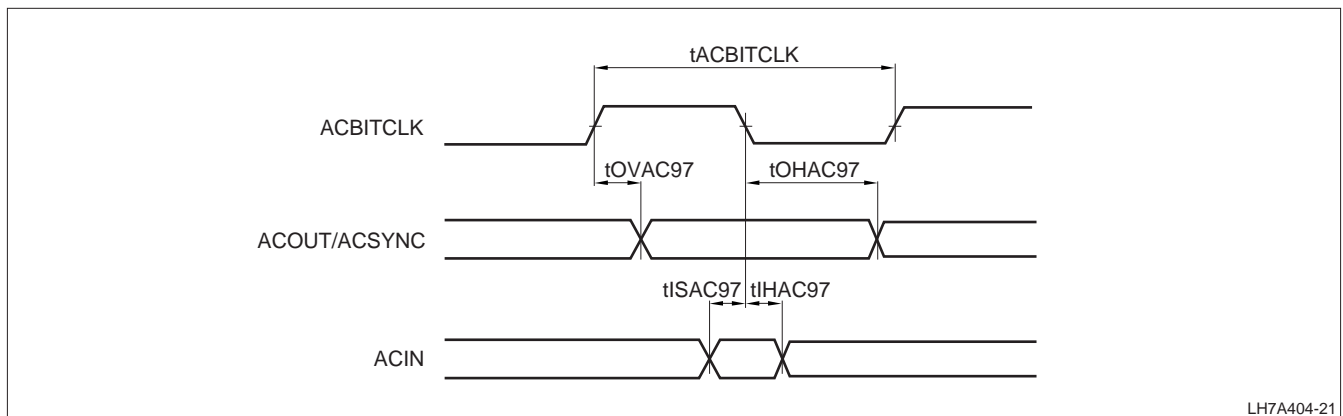 tACBITCLK
ACBITCLK
tOVAC97 tOHAC97
ACOUT/ACSYNC
tISAC97 tIHAC97
ACIN
LH7A404-21